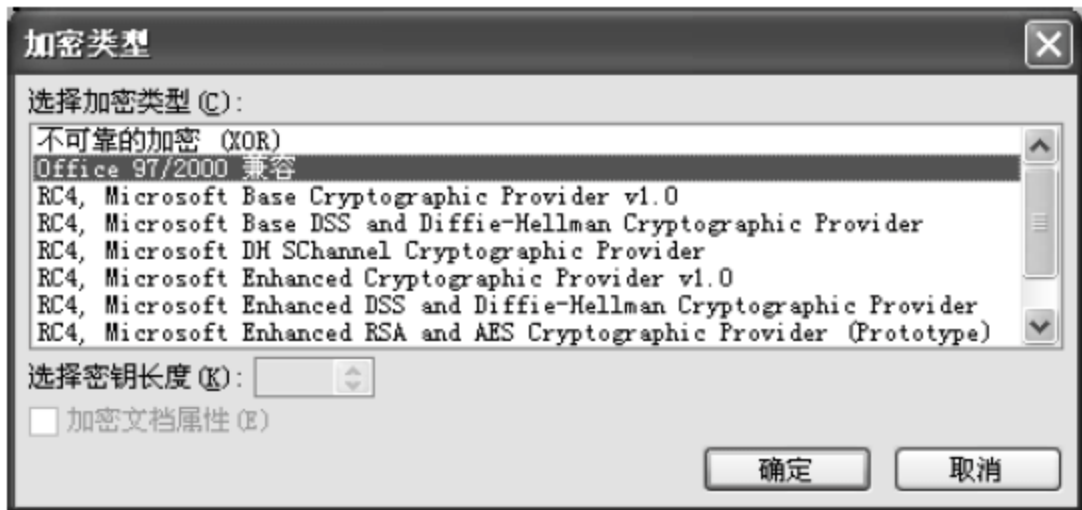 加密类型
选择加密类型(C):
不可靠的加密 (XOR)
Office 97/2000 兼容
RC4, Microsoft Base Cryptographic Provider v1.0
RC4, Microsoft Base DSS and Diffie-Hellman Cryptographic Provider
RC4, Microsoft DH SChannel Cryptographic Provider
RC4, Microsoft Enhanced Cryptographic Provider v1.0
RC4, Microsoft Enhanced DSS and Diffie-Hellman Cryptographic Provider
RC4, Microsoft Enhanced RSA and AES Cryptographic Provider (Prototype)
选择密钥长度(K):
加密文档属性(E)
确定 取消